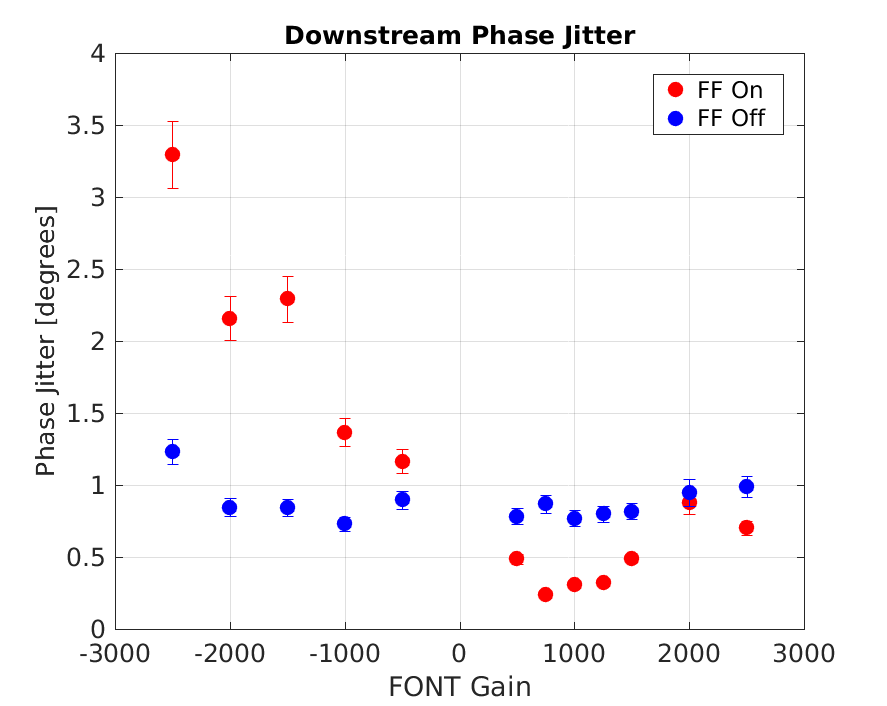 Downstream Phase Jitter
FF On
FF Off
Phase Jitter [degrees]
4
3.5
3
2.5
2
1.5
1
0.5
0
-3000 -2000 -1000 0 1000 2000 3000
FONT Gain